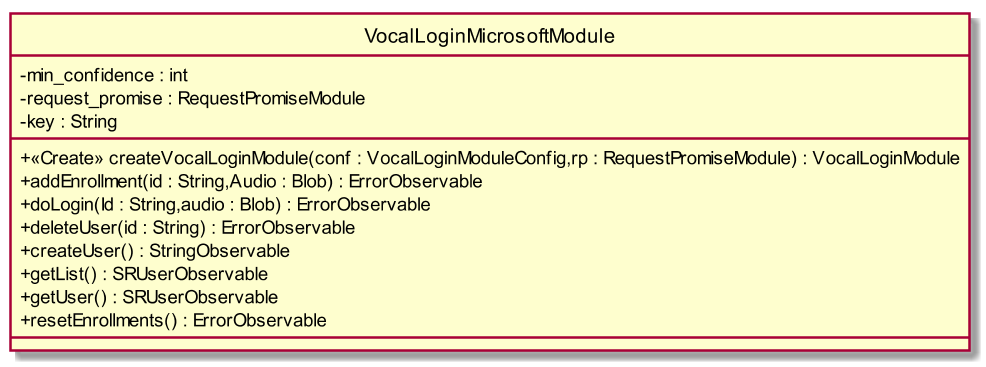 VocalLoginMicrosoftModule
-min_confidence : int
-request_promise : RequestPromiseModule
-key : String
+«Create» createVocalLoginModule(conf : VocalLoginModuleConfig,rp : RequestPromiseModule) : VocalLoginModule
+addEnrollment(id : String,Audio : Blob) : ErrorObservable
+doLogin(Id : String,audio : Blob) : ErrorObservable
+deleteUser(id : String) : ErrorObservable
+createUser() : StringObservable
+getList() : SRUserObservable
+getUser() : SRUserObservable
+resetEnrollments() : ErrorObservable